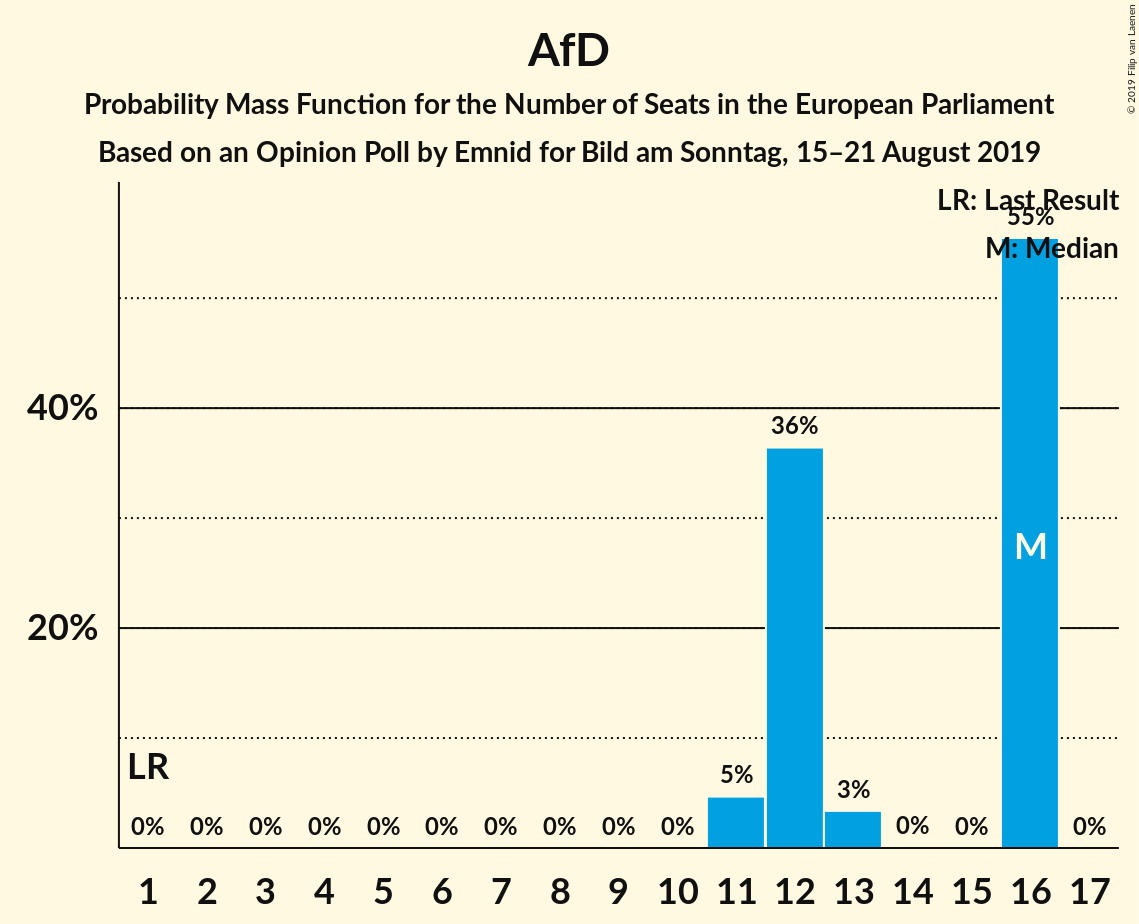 AfD
Probability Mass Function for the Number of Seats in the European Parliament
Based on an Opinion Poll by Emnid for Bild am Sonntag, 15–21 August 2019
© 2019 Filip van Laenen
LR: Last Result
55%
M: Median
40%
36%
M
20%
LR
5%
3%
0% 0% 0% 0% 0% 0% 0% 0% 0% 0% 0% 0% 0%
1 2 3 4 5 6 7 8 9 10 11 12 13 14 15 16 17